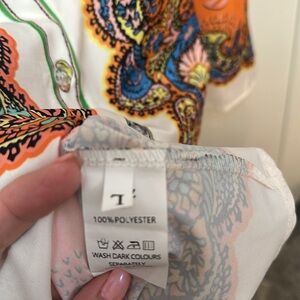 L
100%POLYESTER
WASH DARK COLOURS
SEPARATELY